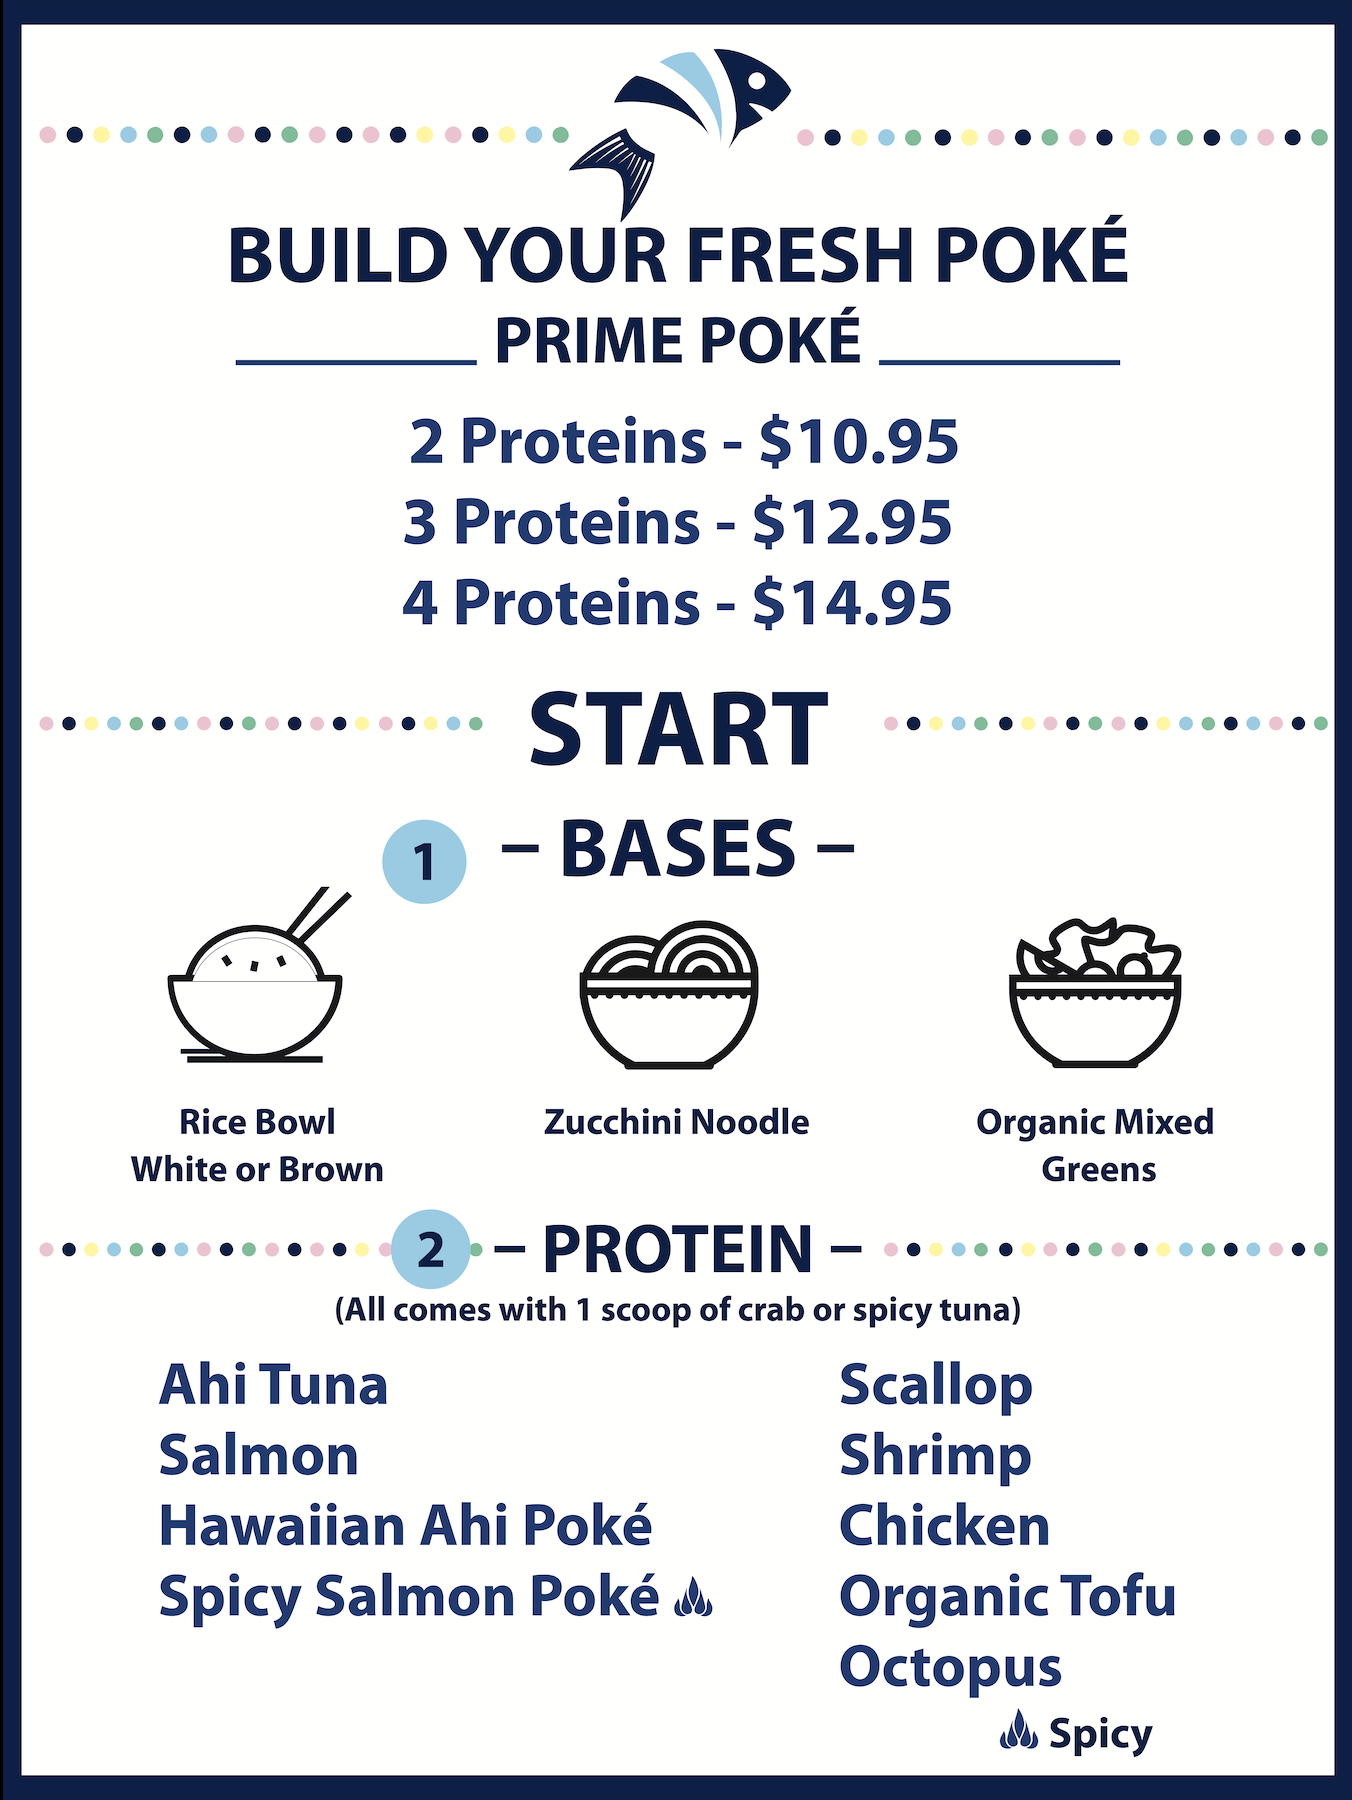 BUILD YOUR FRESH POKÉ
PRIME POKÉ
2 Proteins - $10.95
3 Proteins - $12.95
4 Proteins - $14.95
START
1
– BASES –
Rice Bowl
White or Brown
Zucchini Noodle
Organic Mixed
Greens
2 – PROTEIN –
(All comes with 1 scoop of crab or spicy tuna)
Ahi Tuna
Salmon
Hawaiian Ahi Poké
Spicy Salmon Poké
Scallop
Shrimp
Chicken
Organic Tofu
Octopus
Spicy